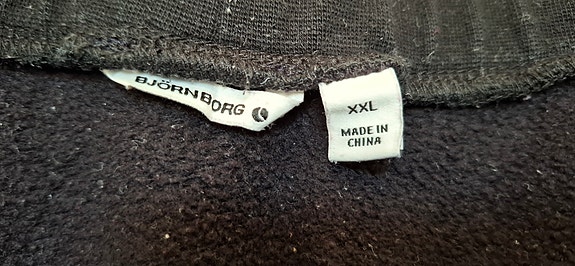 BJÖRN BORG
XXL
MADE IN
CHINA